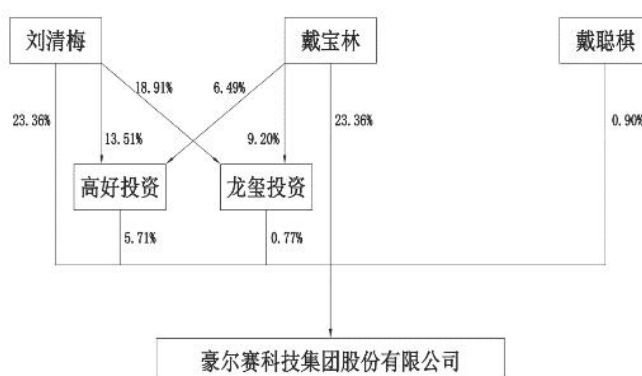 刘清梅
戴宝林
戴聪棋
18.91%
6.49%
23.36%
23.36%
0.90%
13.51%
9.20%
高好投资
龙玺投资
5.71%
0.77%
豪尔赛科技集团股份有限公司